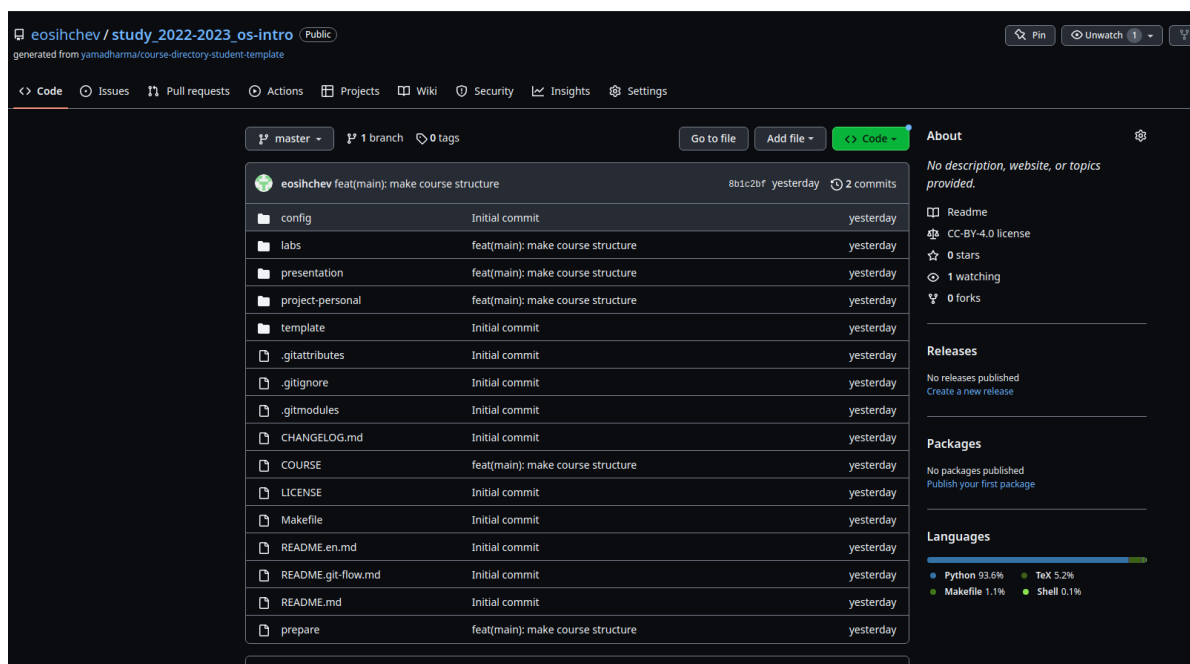 eosihchev / study_2022-2023_os-intro Public
Pin
Unwatch 1
generated from yamadharma/course-directory-student-template
Code Issues Pull requests Actions Projects Wiki Security Insights Settings
master 1 branch 0 tags Go to file Add file Code
eosihchev feat(main): make course structure 8b1c2bf yesterday 2 commits
config Initial commit yesterday
labs feat(main): make course structure yesterday
presentation feat(main): make course structure yesterday
project-personal feat(main): make course structure yesterday
template Initial commit yesterday
.gitattributes Initial commit yesterday
.gitignore Initial commit yesterday
.gitmodules Initial commit yesterday
CHANGELOG.md Initial commit yesterday
COURSE feat(main): make course structure yesterday
LICENSE Initial commit yesterday
Makefile Initial commit yesterday
README.en.md Initial commit yesterday
README.git-flow.md Initial commit yesterday
README.md Initial commit yesterday
prepare feat(main): make course structure yesterday
About
No description, website, or topics
provided.
Readme
CC-BY-4.0 license
0 stars
1 watching
0 forks
Releases
No releases published
Create a new release
Packages
No packages published
Publish your first package
Languages
Python 93.6% TeX 5.2%
Makefile 1.1% Shell 0.1%